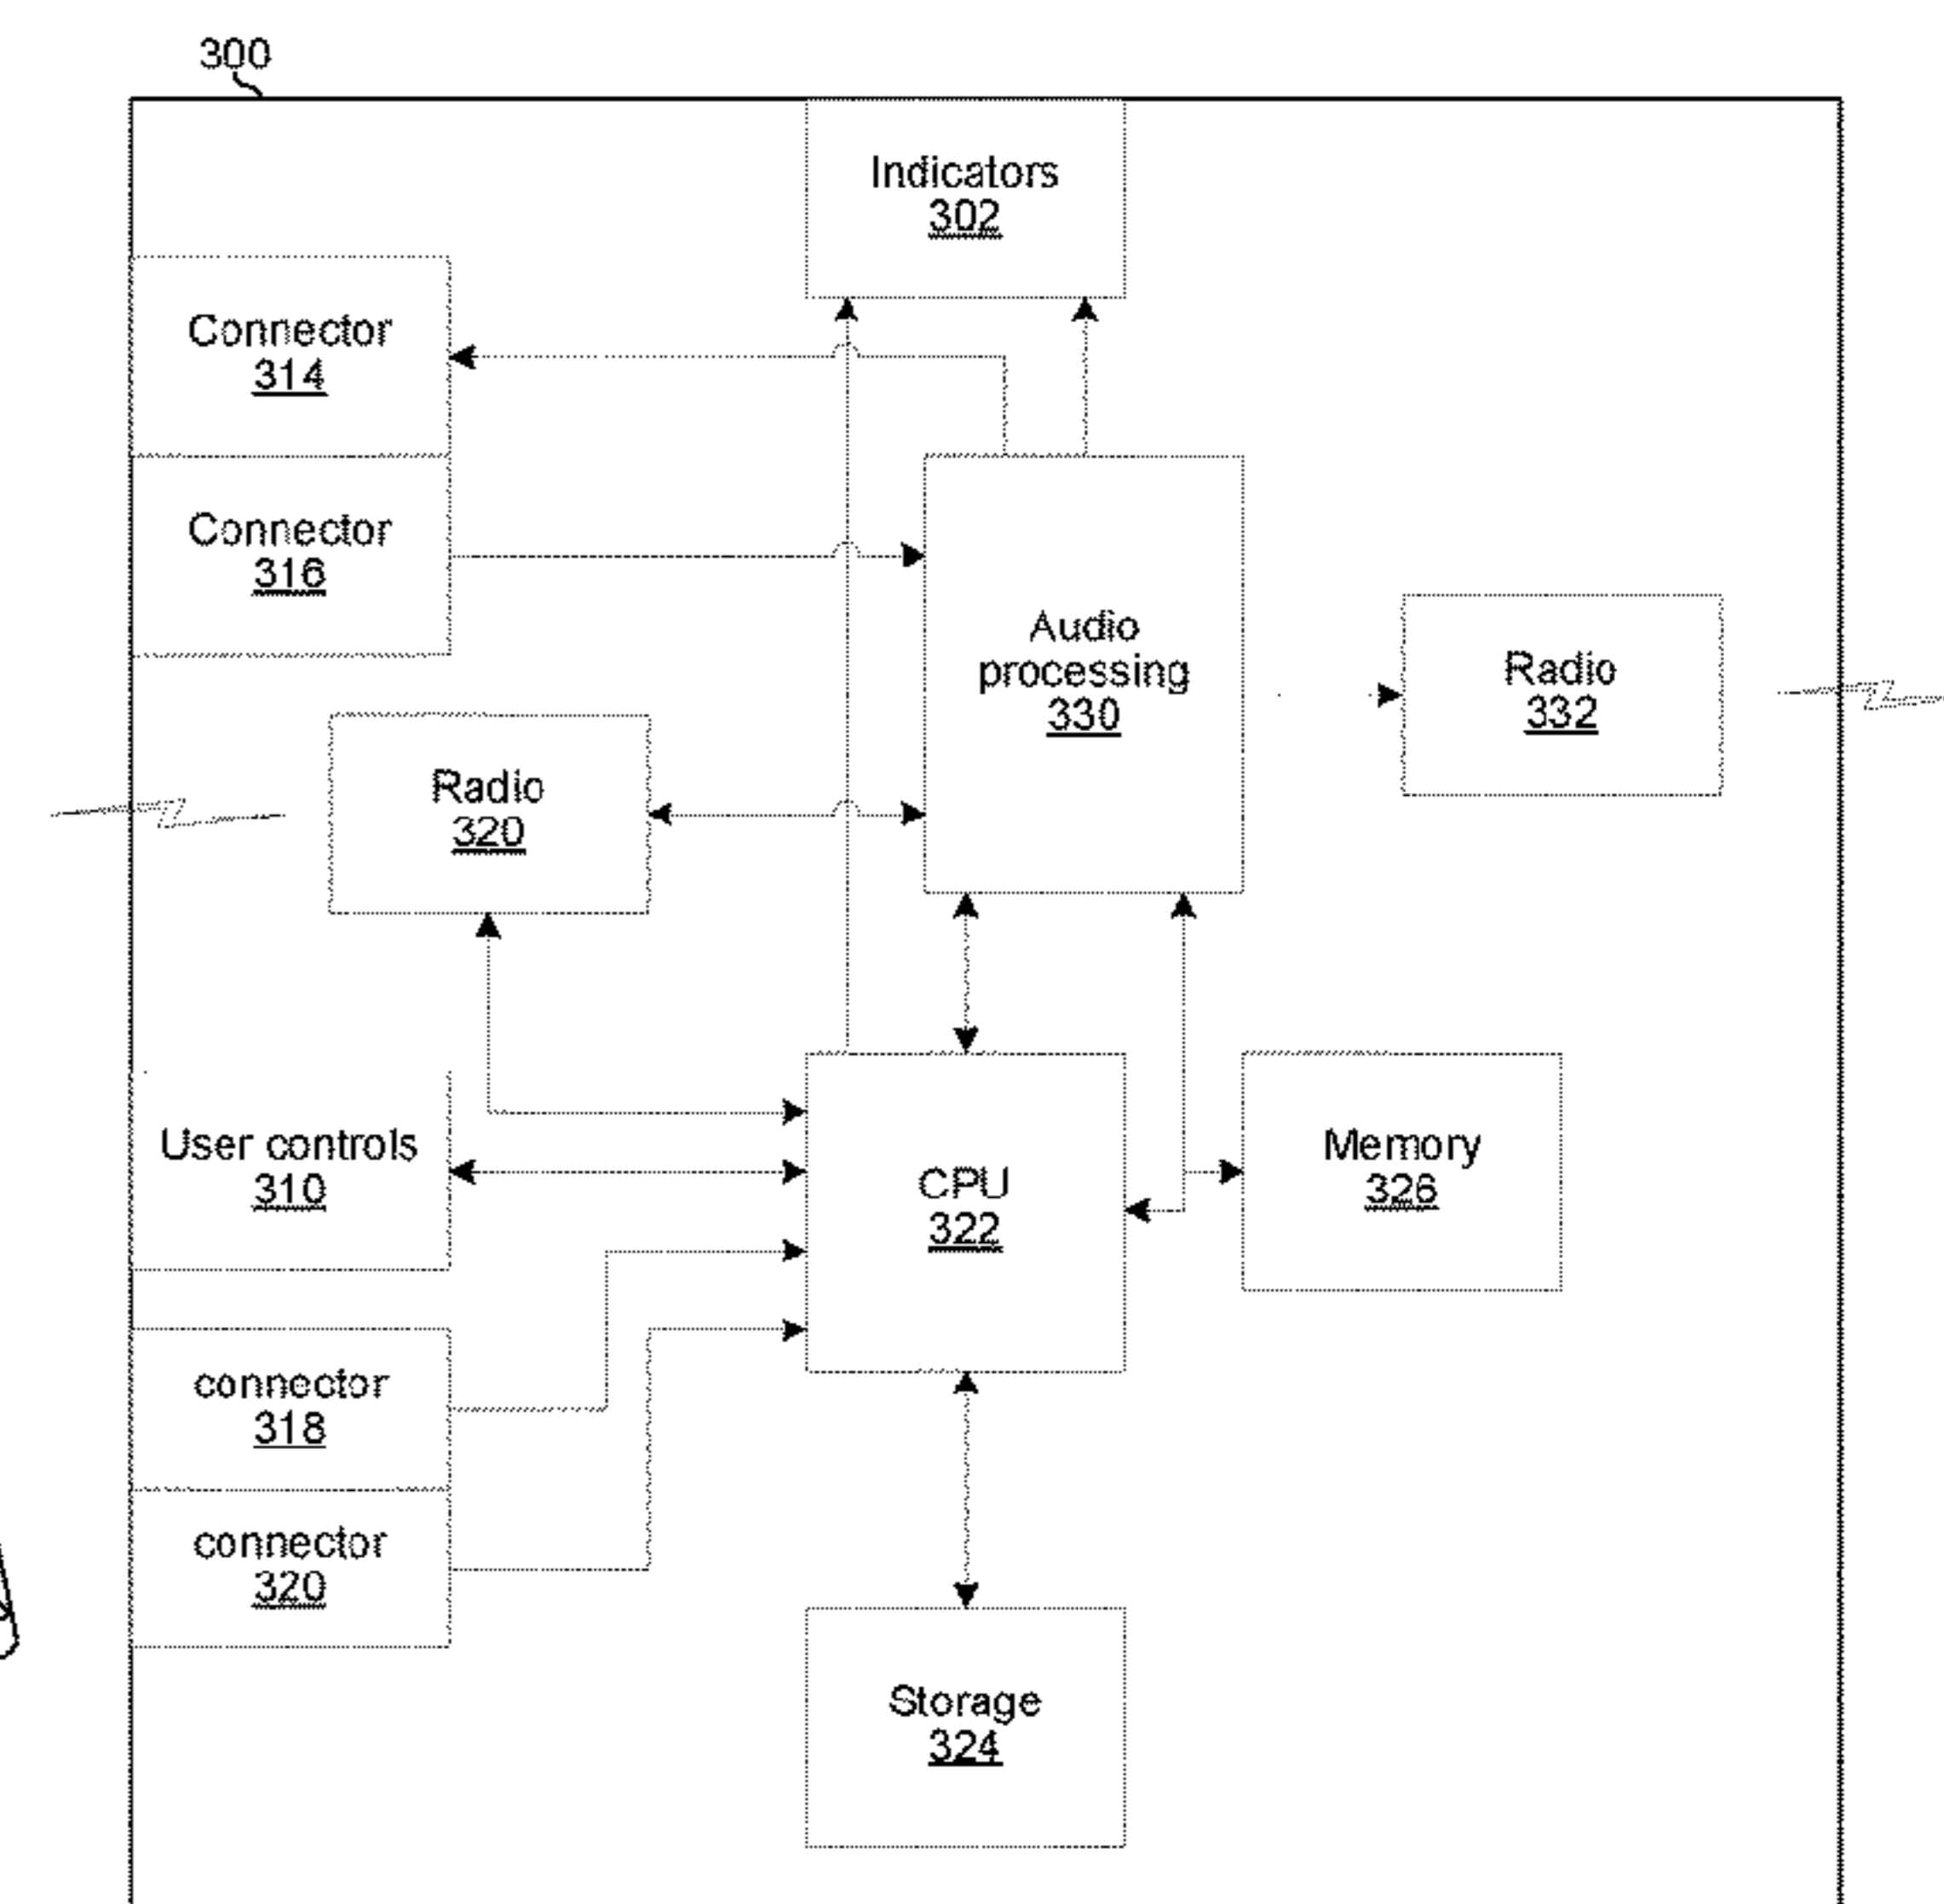 300
Indicators
302
Connector
314
Connector
316
Audio
processing
330
Radio
332
Radio
320
User controls
310
CPU
322
Memory
326
connector
318
connector
320
Storage
324